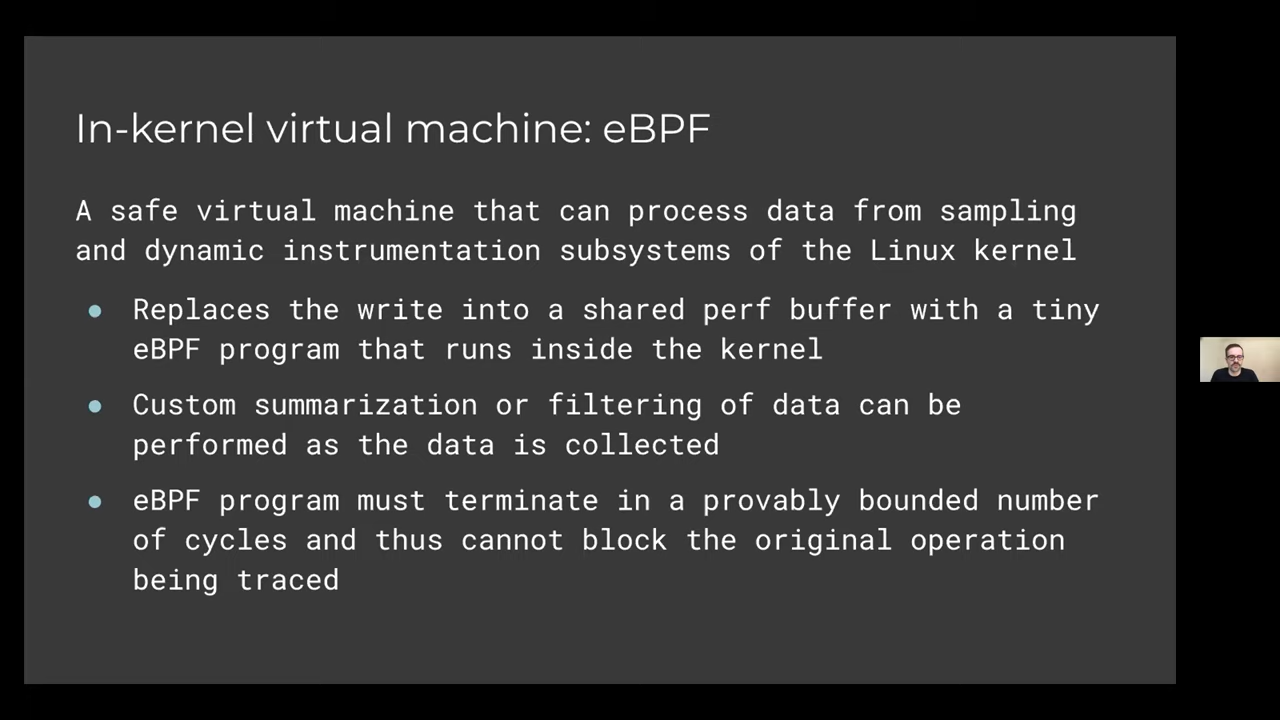 In-kernel virtual machine: eBPF
A safe virtual machine that can process data from sampling
and dynamic instrumentation subsystems of the Linux kernel
● Replaces the write into a shared perf buffer with a tiny
eBPF program that runs inside the kernel
● Custom summarization or filtering of data can be
performed as the data is collected
● eBPF program must terminate in a provably bounded number
of cycles and thus cannot block the original operation
being traced